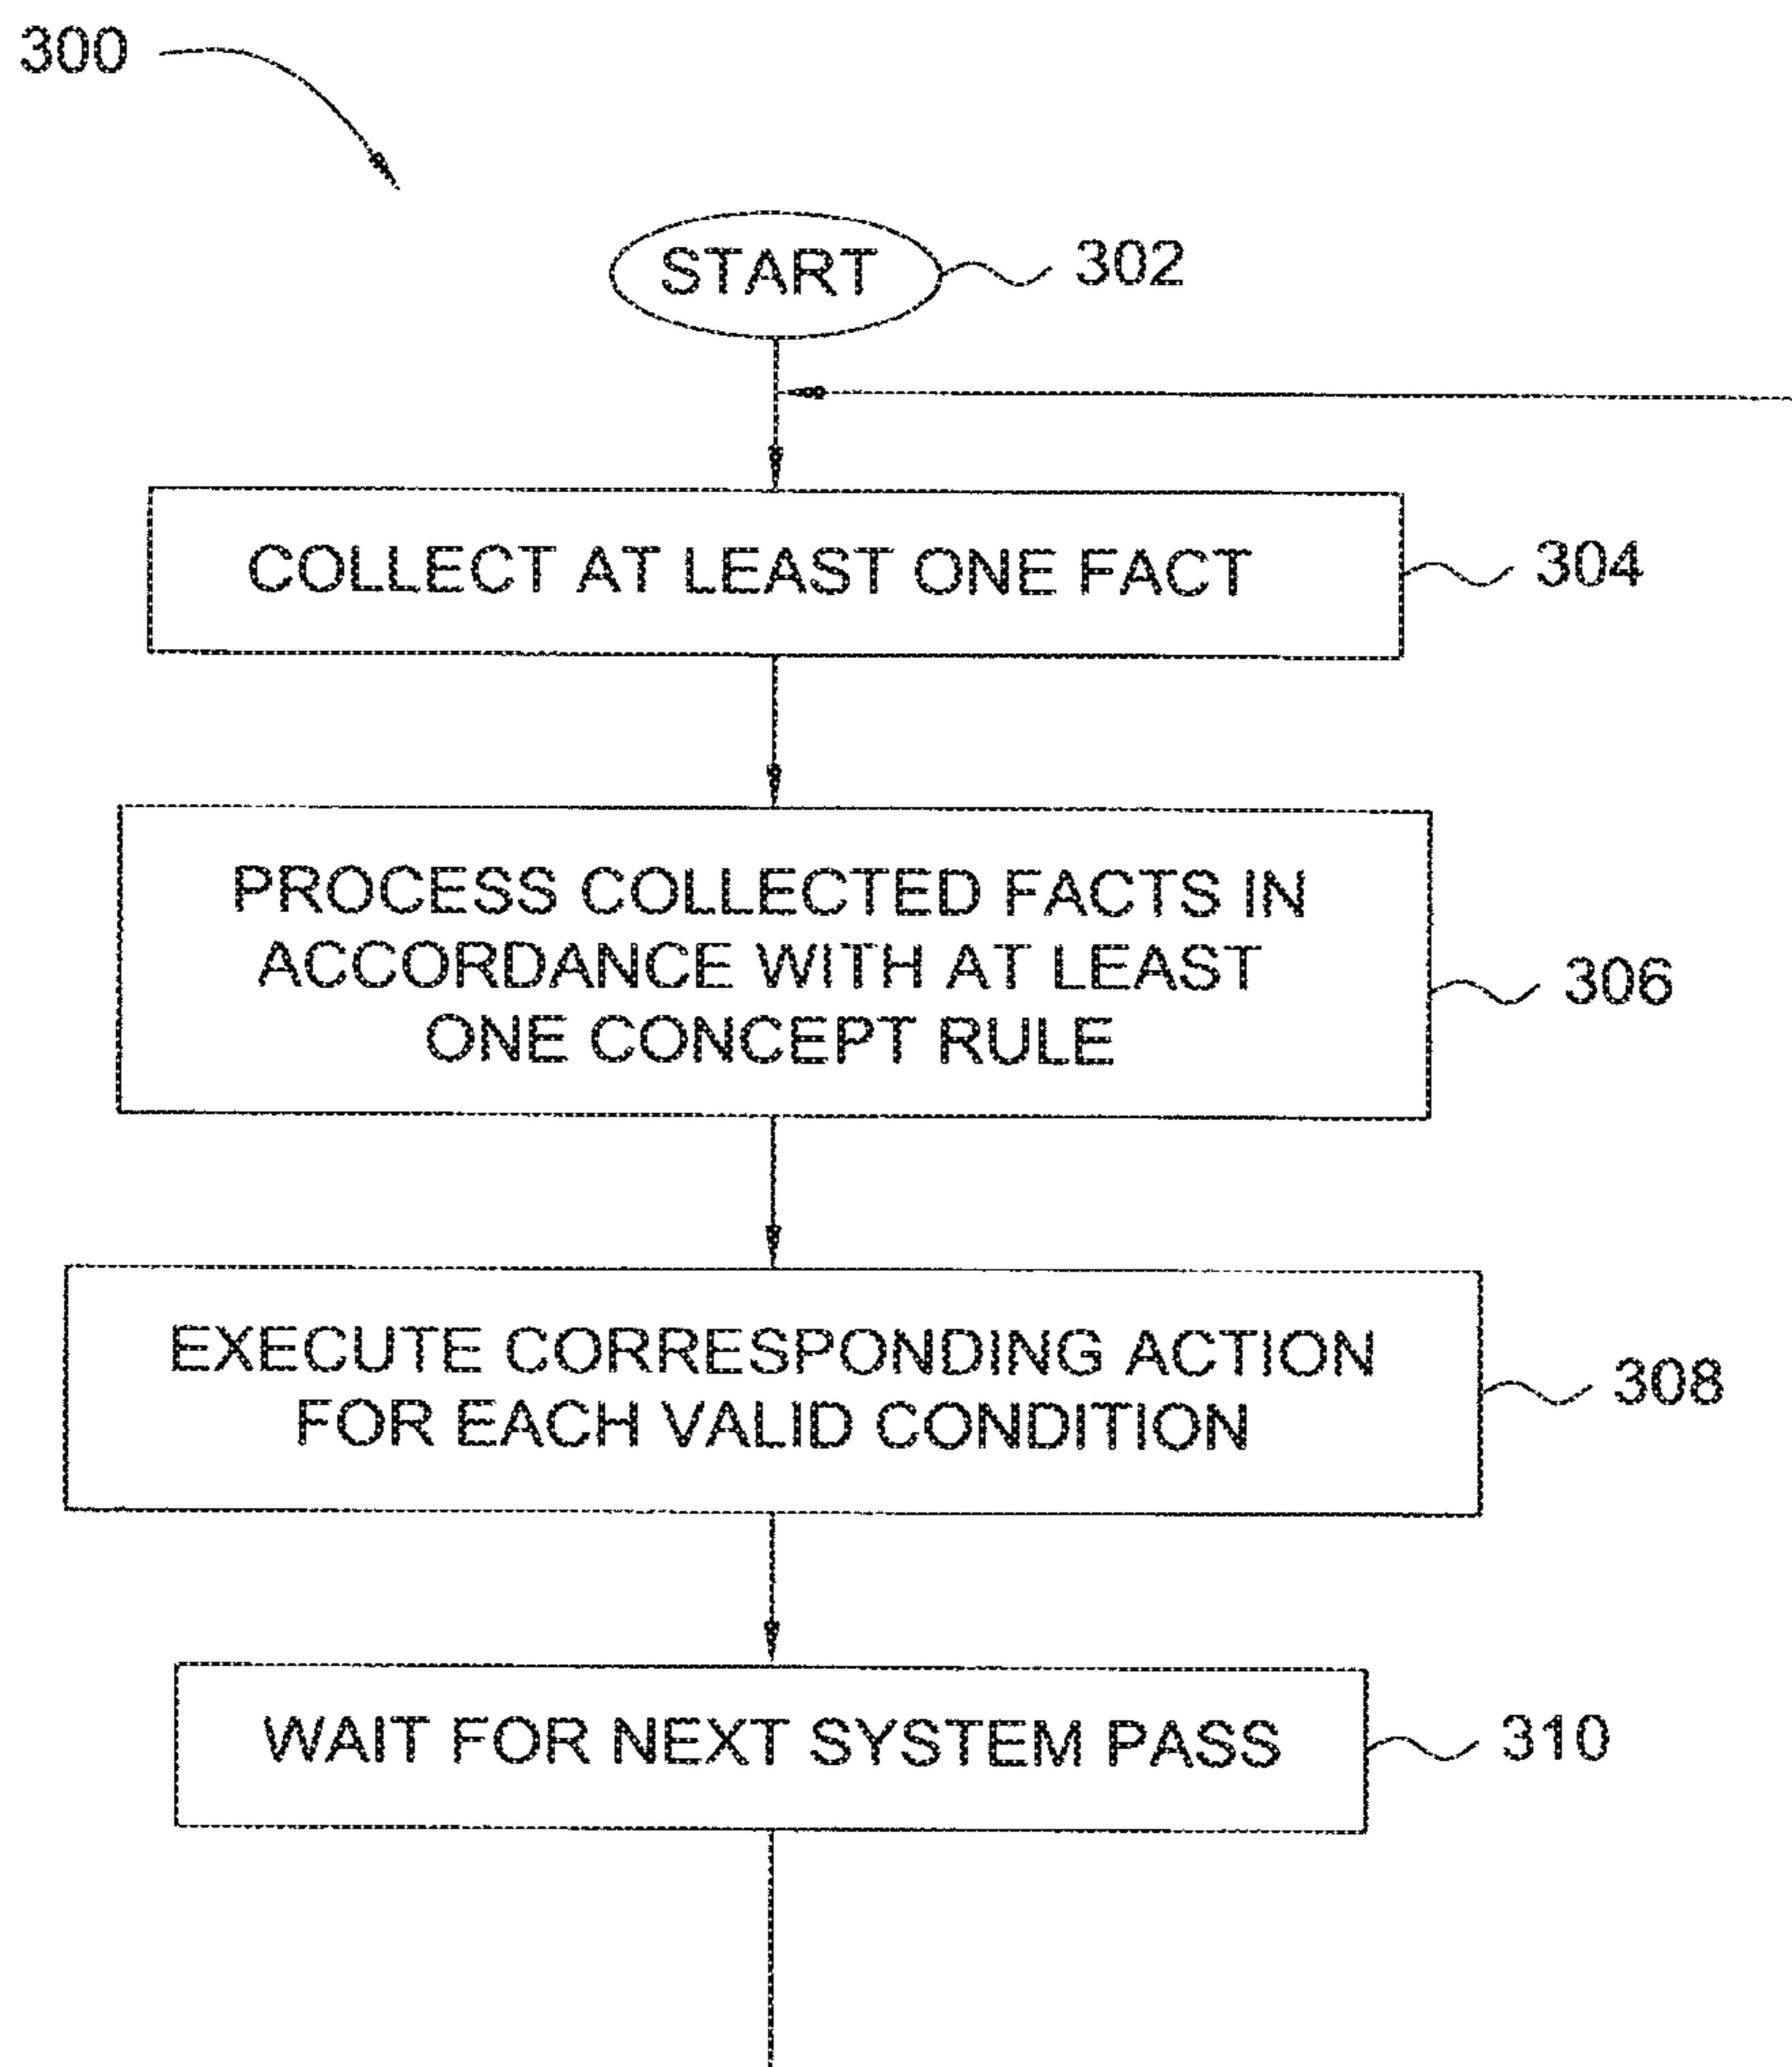 300
START
302
COLLECT AT LEAST ONE FACT
304
PROCESS COLLECTED FACTS IN
ACCORDANCE WITH AT LEAST
ONE CONCEPT RULE
306
EXECUTE CORRESPONDING ACTION
FOR EACH VALID CONDITION
308
WAIT FOR NEXT SYSTEM PASS
310